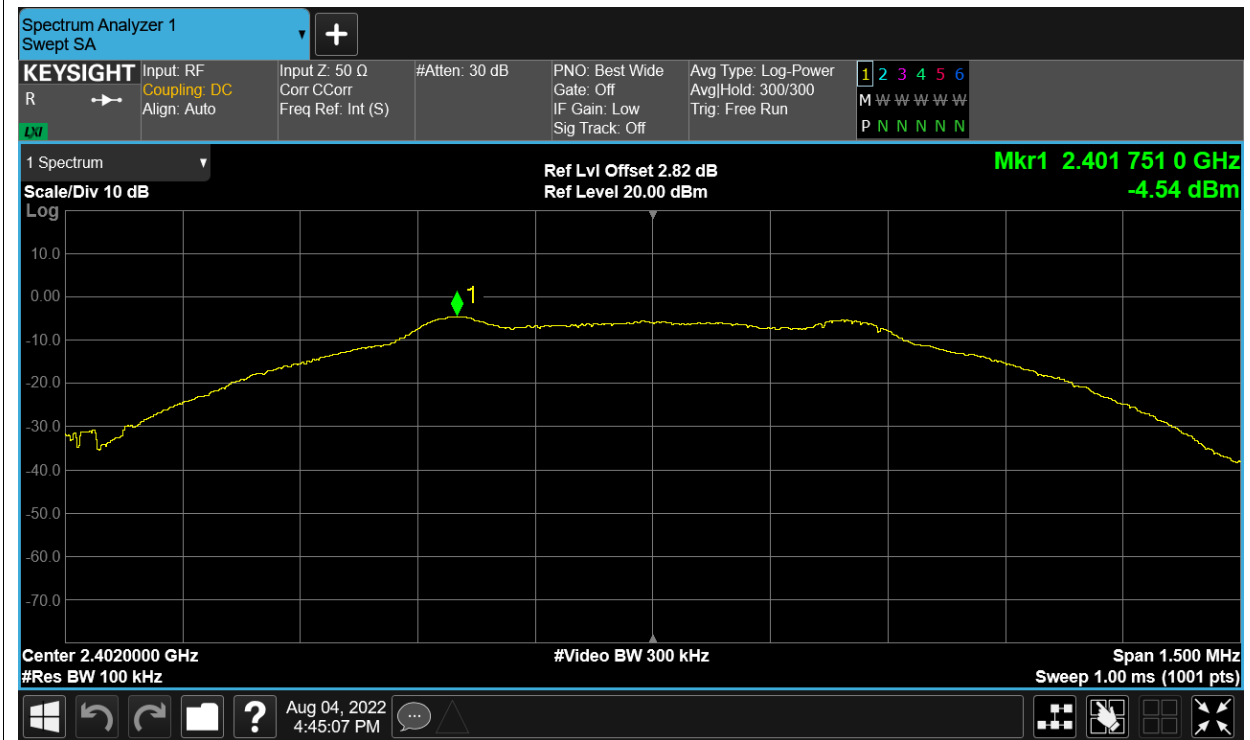 Spectrum Analyzer 1
Swept SA
KEYSIGHT
R
LXI
Input: RF
Coupling: DC
Align: Auto
Input Z: 50 Ω
Corr CCorr
Freq Ref: Int (S)
#Atten: 30 dB
PNO: Best Wide
Gate: Off
IF Gain: Low
Sig Track: Off
Avg Type: Log-Power
Avg|Hold: 300/300
Trig: Free Run
1 2 3 4 5 6
M W W W W W
P N N N N N
1 Spectrum
Scale/Div 10 dB
Log
Ref Lvl Offset 2.82 dB
Ref Level 20.00 dBm
Mkr1 2.401 751 0 GHz
-4.54 dBm
10.0
0.00
-10.0
-20.0
-30.0
-40.0
-50.0
-60.0
-70.0
1
Center 2.4020000 GHz
#Res BW 100 kHz
#Video BW 300 kHz
Span 1.500 MHz
Sweep 1.00 ms (1001 pts)
?
Aug 04, 2022
4:45:07 PM